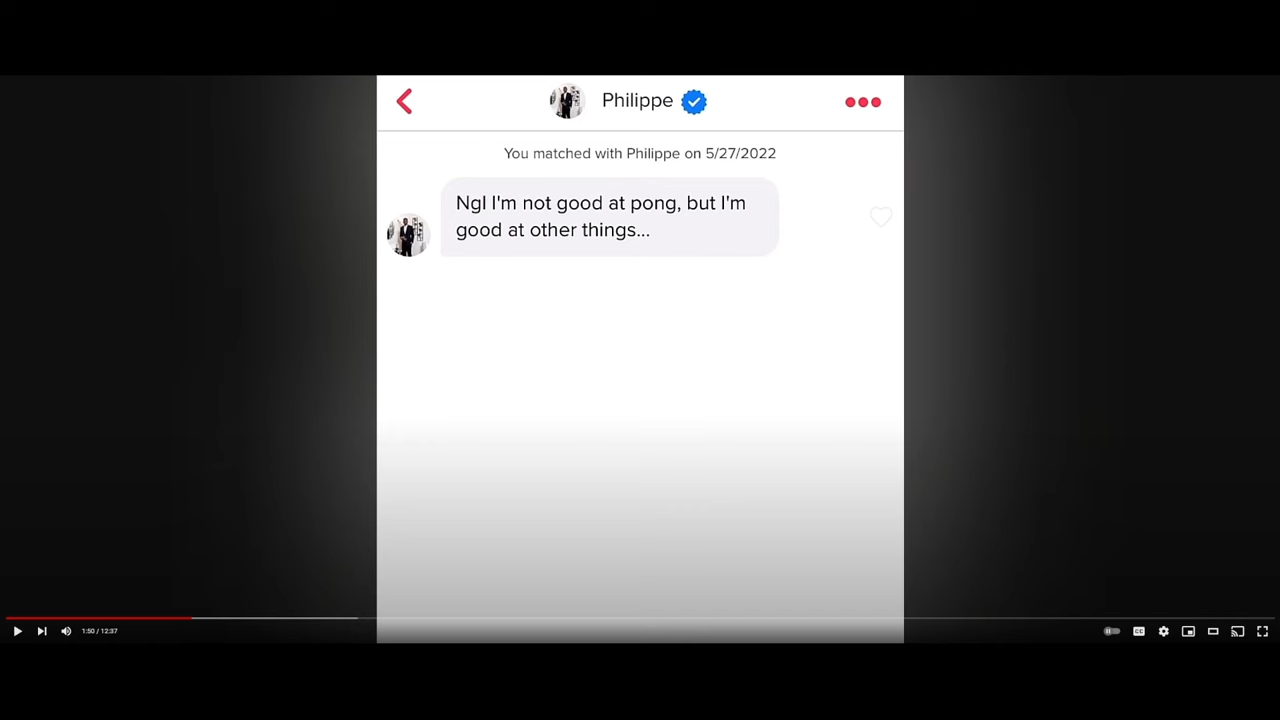 Philippe
You matched with Philippe on 5/27/2022
Ngl I'm not good at pong, but I'm
good at other things...
1:50 / 12:37
CC